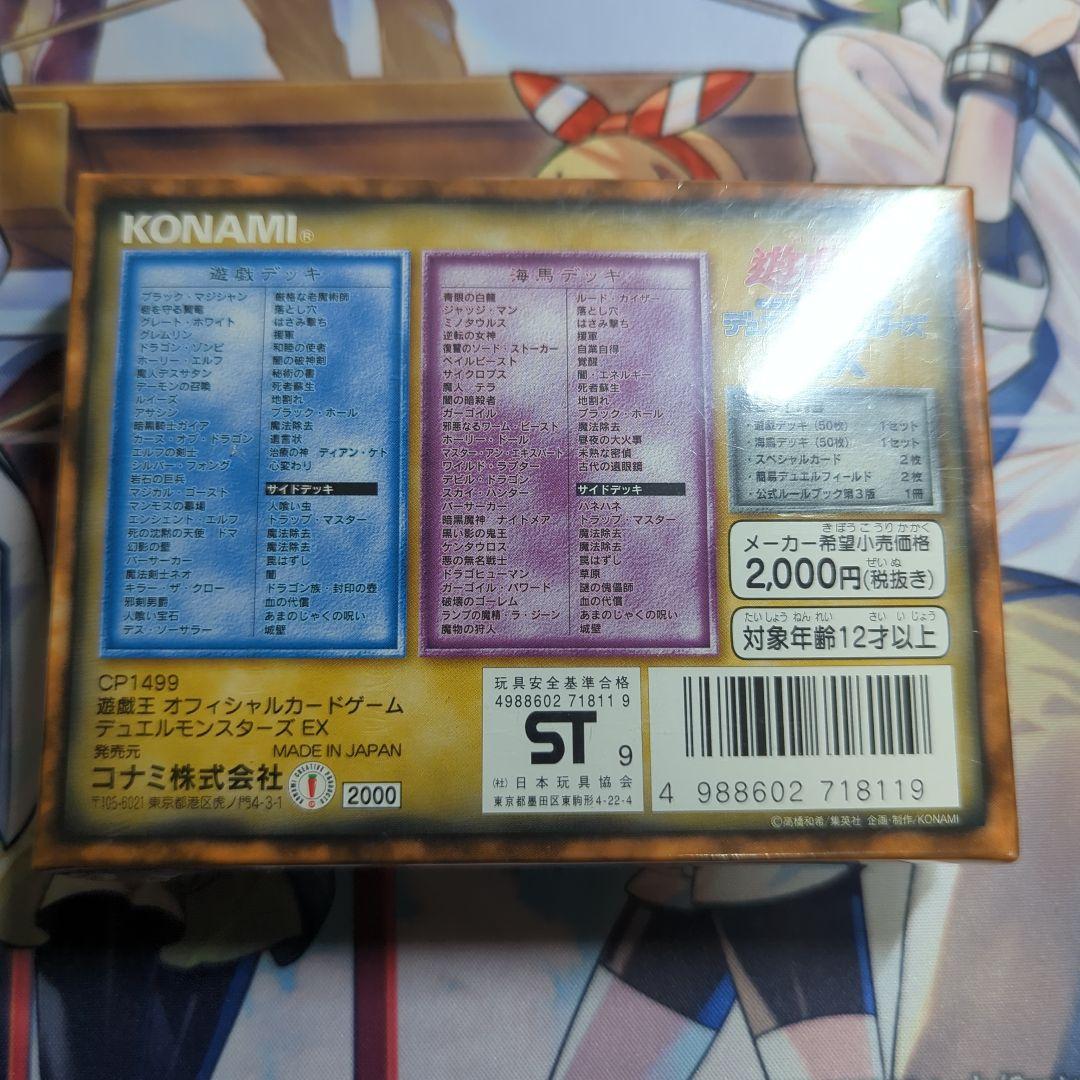 KONAMI®
遊戯デッキ
ブラック・マジシャン
砦を守る翼竜
グレート・ホワイト
グレムリン
ドラゴン・ゾンビ
ホーリー・エルフ
魔人デスサタン
デーモンの召喚
ルイーズ
アサシン
暗黒騎士ガイア
カース・オブ・ドラゴン
エルフの剣士
シルバー・フォング
岩石の巨兵
マジカル・ゴースト
マンモスの墓場
エンシェント・エルフ
死の沈黙の天使 ドマ
幻影の壁
バーサーカー
魔法剣士ネオ
キラー・ザ・クロー
邪剣男爵
人喰い宝石
デス・ソーサラー
厳格な老魔術師
落とし穴
はさみ撃ち
援軍
和睦の使者
闇の破神剣
秘術の書
死者蘇生
地割れ
ブラック・ホール
魔法除去
遺言状
治療の神 ディアン・ケト
心変わり
サイドデッキ
人喰い虫
トラップ・マスター
魔法除去
魔法除去
罠はずし
闇
ドラゴン族・封印の壺
血の代償
あまのじゃくの呪い
城壁
海馬デッキ
青眼の白龍
ジャッジ・マン
ミノタウルス
逆転の女神
復讐のソード・ストーカー
ベイルビースト
サイクロプス
魔人 テラ
闇の暗殺者
ガーゴイル
邪悪なるワーム・ビースト
ホーリー・ドール
マスター・アン・エキスパート
ワイルド・ラプター
デビル・ドラゴン
スカイ・ハンター
バーサーカー
暗黒魔神 ナイトメア
黒い影の鬼王
ケンタウロス
悪の無名戦士
ドラゴヒューマン
ガーゴイル・パワード
破壊のゴーレム
ランプの魔精・ラ・ジーン
魔物の狩人
ルード・カイザー
落とし穴
はさみ撃ち
援軍
自業自得
覚醒
闇・エネルギー
死者蘇生
地割れ
ブラック・ホール
魔法除去
昼夜の大火事
未熟な密偵
古代の遠眼鏡
サイドデッキ
ハネハネ
トラップ・マスター
魔法除去
魔法除去
罠はずし
草原
謎の傀儡師
血の代償
あまのじゃくの呪い
城壁
・遊戯デッキ（50枚） 1セット
・海馬デッキ（50枚） 1セット
・スペシャルカード 2枚
・簡易デュエルフィールド 2枚
・公式ルールブック第3版 1冊
きぼうこうりかかく
メーカー希望小売価格
ぜいぬ
2,000円(税抜き)
たいしょうねんれい さいいじょう
対象年齢12才以上
CP1499
遊戯王 オフィシャルカードゲーム
デュエルモンスターズ EX
発売元 MADE IN JAPAN
コナミ株式会社
〒105-6021 東京都港区虎ノ門4-3-1
2000
玩具安全基準合格
4988602 71811 9
ST 9
(社)日本玩具協会
東京都墨田区東駒形4-22-4
4 988602 718119
©高橋和希/集英社 企画・制作/KONAMI